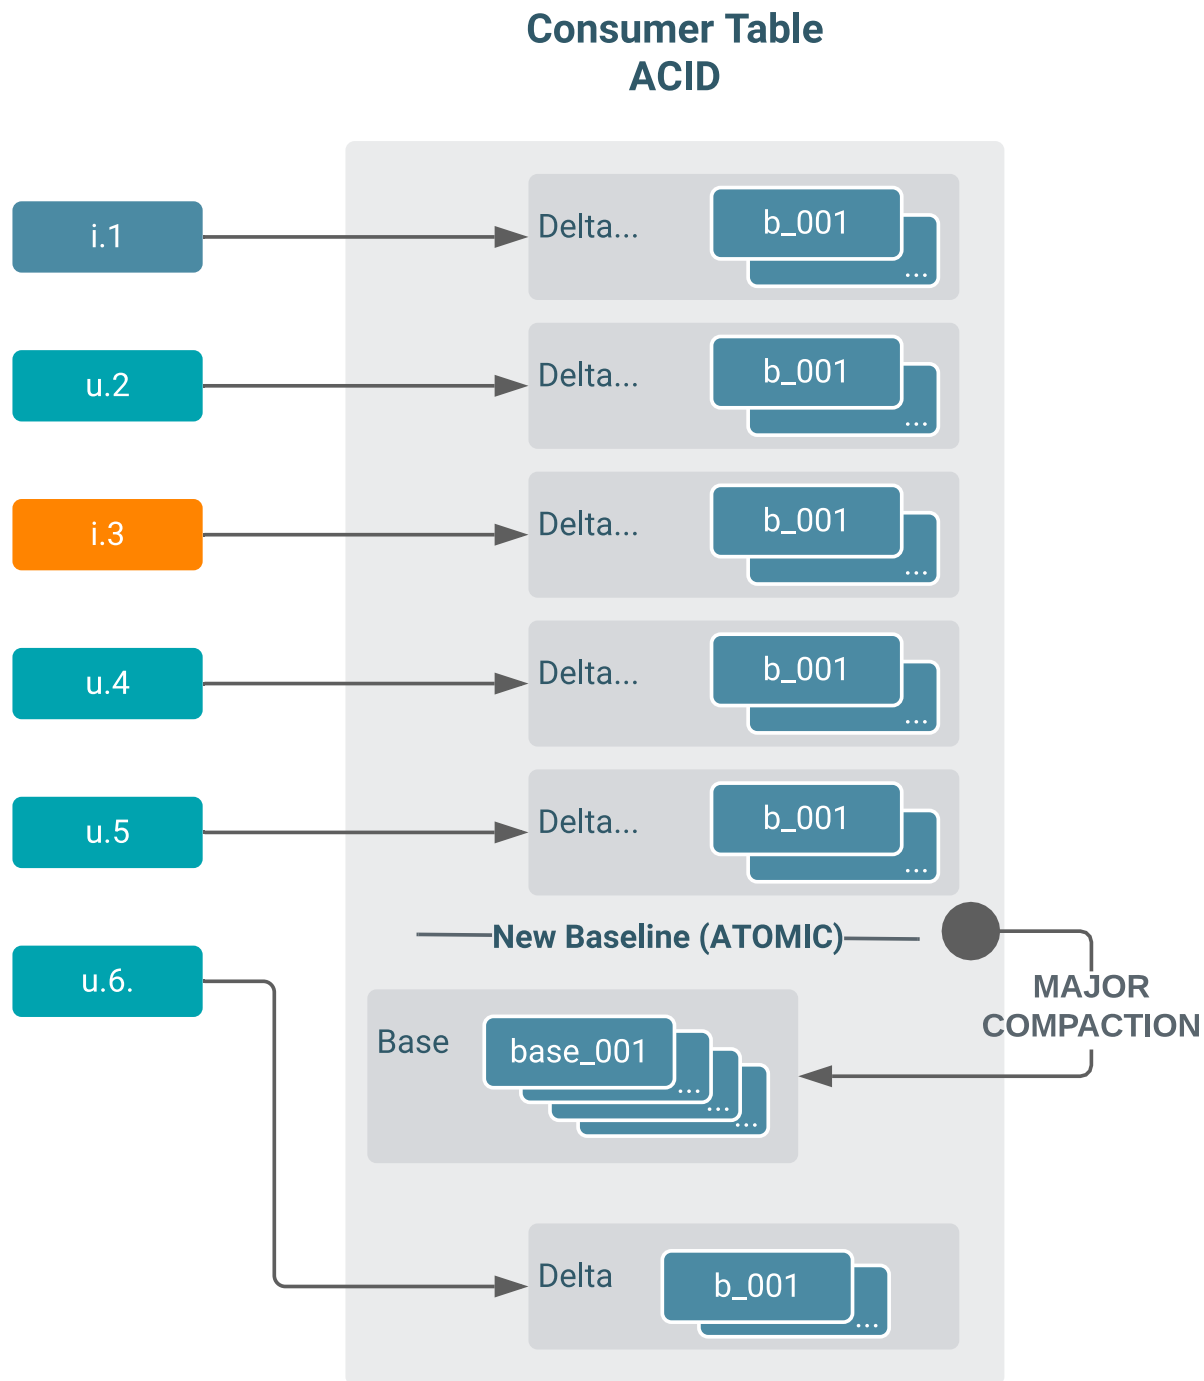 Consumer Table
ACID
i.1
Delta...
b_001
...
u.2
Delta...
b_001
...
i.3
Delta...
b_001
...
u.4
Delta...
b_001
...
u.5
Delta...
b_001
...
New Baseline (ATOMIC)
u.6.
MAJOR
COMPACTION
Base
base_001
...
...
...
Delta
b_001
...